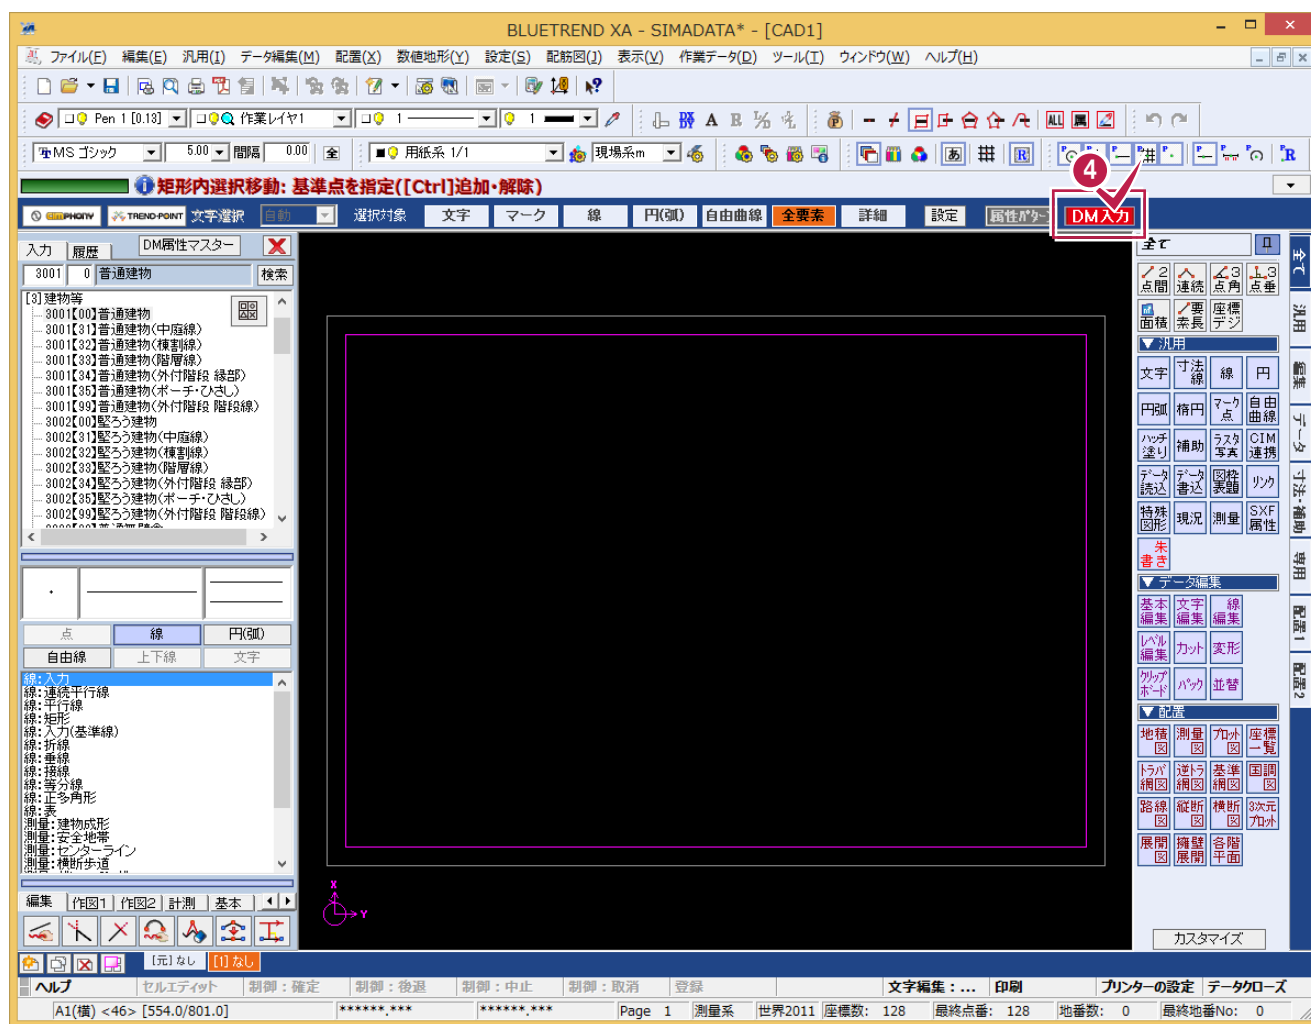 BLUETREND XA - SIMADATA* - [CAD1]
ファイル(F) 編集(E) 汎用(I) データ編集(M) 配置(X) 数値地形(Y) 設定(S) 配筋図(J) 表示(V) 作業データ(D) ツール(T) ウィンドウ(W) ヘルプ(H)
Pen 1 [0.13] 作業レイヤ1 1 1
MS ゴシック 5.00 間隔 0.00 全 用紙系 1/1 現場系m
矩形内選択移動: 基準点を指定([Ctrl]追加・解除)
4
TREND-POINT 文字選択 自動 選択対象 文字 マーク 線 円(弧) 自由曲線 全要素 詳細 設定 属性パターン DM入力
入力 履歴 DM属性マスター
3001 0 普通建物 検索
[3]建物等
3001【00】普通建物
3001【31】普通建物(中庭線)
3001【32】普通建物(棟割線)
3001【33】普通建物(階層線)
3001【34】普通建物(外付階段 縁部)
3001【35】普通建物(ポーチ・ひさし)
3001【99】普通建物(外付階段 階段線)
3002【00】堅ろう建物
3002【31】堅ろう建物(中庭線)
3002【32】堅ろう建物(棟割線)
3002【33】堅ろう建物(階層線)
3002【34】堅ろう建物(外付階段 縁部)
3002【35】堅ろう建物(ポーチ・ひさし)
3002【99】堅ろう建物(外付階段 階段線)
点 線 円(弧)
自由線 上下線 文字
線:入力
線:連続平行線
線:平行線
線:矩形
線:入力(基準線)
線:折線
線:垂線
線:接線
線:等分線
線:正多角形
線:表
測量:建物成形
測量:安全地帯
測量:センターライン
測量:横断歩道
編集 作図1 作図2 計測 基本
X
Y
全て
2点間 連続 3点角 3点垂
面積 要素長 座標デジ
▼ 汎用
文字 寸法線 線 円
円弧 楕円 マーク点 自由曲線
ハッチ塗り 補助 ラスタ写真 CIM連携
データ読込 データ書込 図枠表題 リンク
特殊図形 現況 測量 SXF属性
朱書き
▼ データ編集
基本編集 文字編集 線編集
レベル編集 カット 変形
クリップボード パック 並替
▼ 配置
地積図 測量図 プロット図 座標一覧
トラバ網図 逆トラ網図 基準網図 国調図
路線図 縦断図 横断図 3次元プロット
展開図 擁壁展開 各階平面
カスタマイズ
全て
汎用
編集
データ
寸法・補助
専用
配置1
配置2
[元]なし [1]なし
ヘルプ セルエディット 制御:確定 制御:後退 制御:中止 制御:取消 登録 文字編集:... 印刷 プリンターの設定 データクローズ
A1(横) <46> [554.0/801.0] ******.*** ******.*** Page 1 測量系 世界2011 座標数: 128 最終点番: 128 地番数: 0 最終地番No: 0